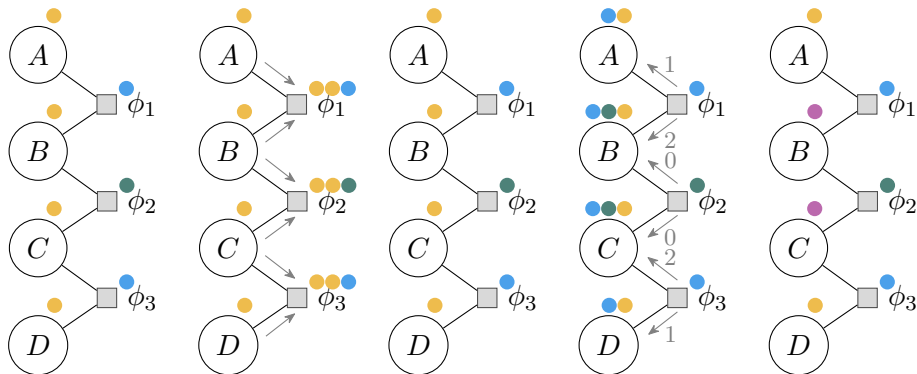 A A A A A
1
ϕ1 ϕ1 ϕ1 ϕ1 ϕ1
B B B B B
2
0
ϕ2 ϕ2 ϕ2 ϕ2 ϕ2
C C C C C
0
2
ϕ3 ϕ3 ϕ3 ϕ3 ϕ3
D D D D D
1